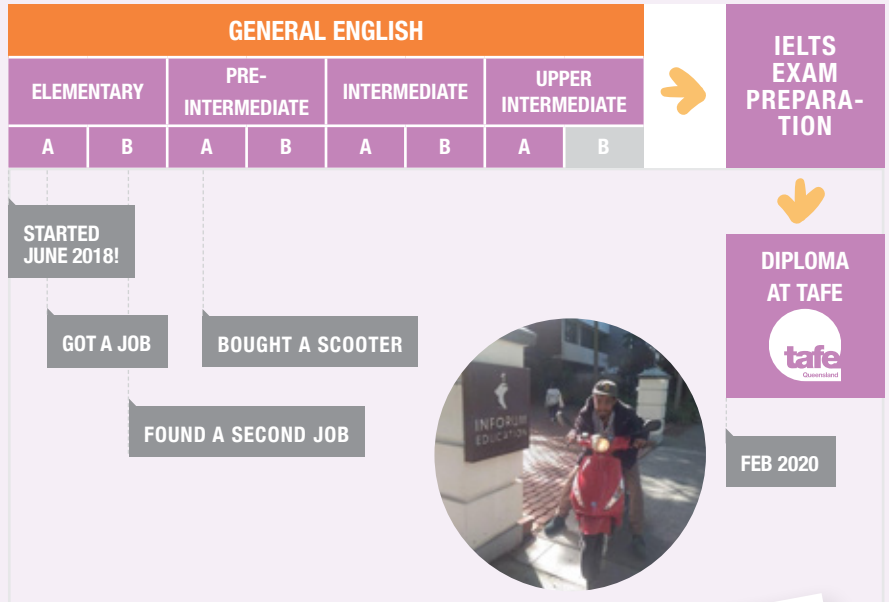 GENERAL ENGLISH
ELEMENTARY
PRE-
INTERMEDIATE
INTERMEDIATE
UPPER
INTERMEDIATE
A
B
A
B
A
B
A
B
IELTS
EXAM
PREPARA-
TION
STARTED
JUNE 2018!
GOT A JOB
BOUGHT A SCOOTER
FOUND A SECOND JOB
INFORUM
EDUCATION
DIPLOMA
AT TAFE
tafe
Queensland
FEB 2020